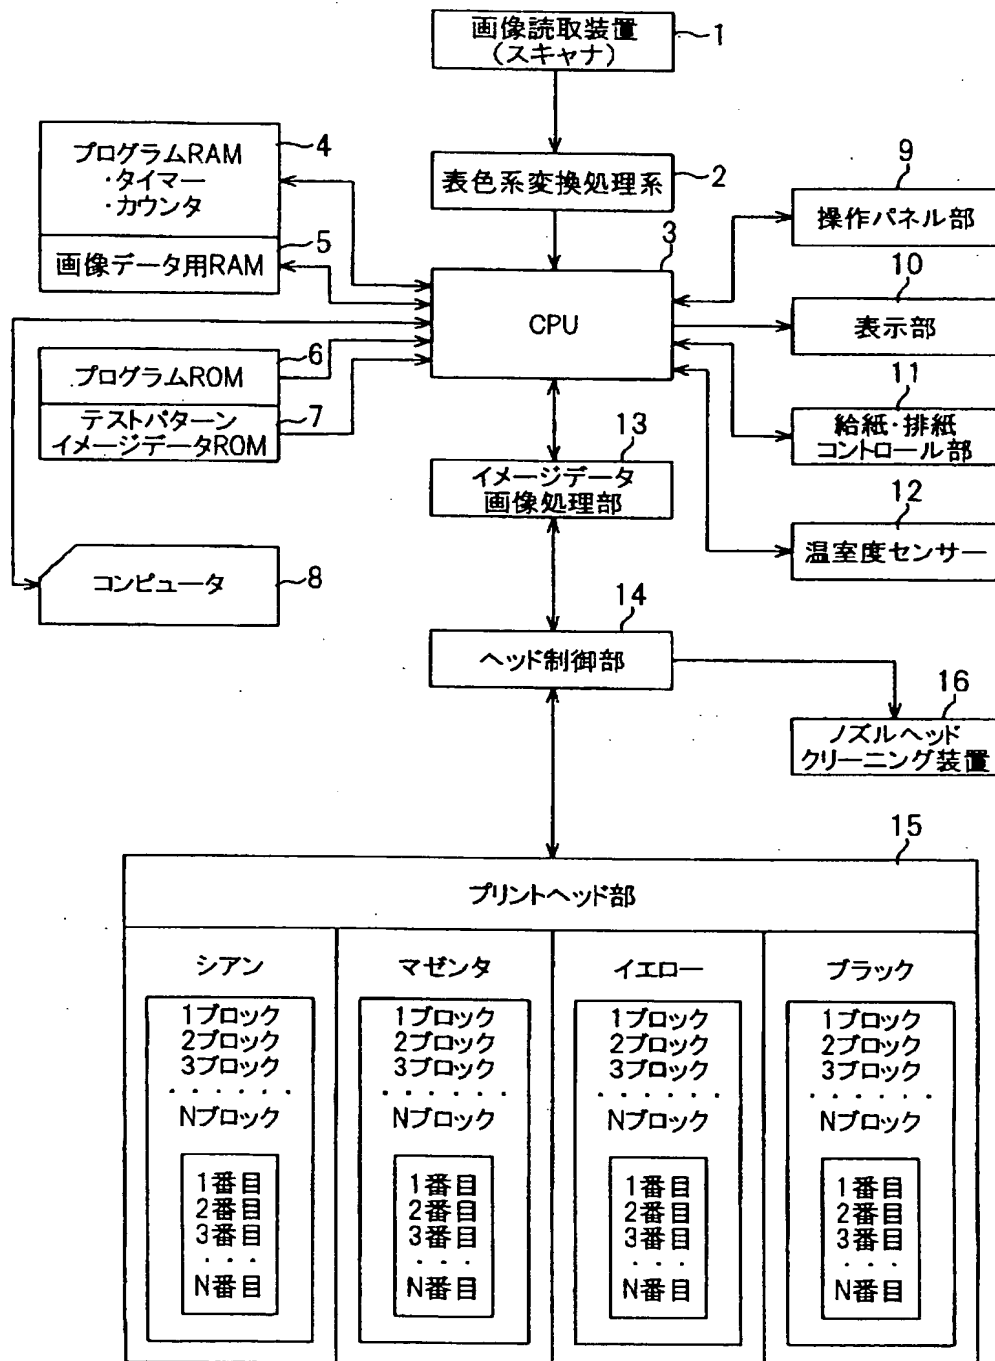 画像読取装置
(スキャナ)
1
プログラムRAM
・タイマー
・カウンタ
4
表色系変換処理系
2
9
操作パネル部
画像データ用RAM
5
3
CPU
10
表示部
プログラムROM
6
テストパターン
イメージデータROM
7
11
給紙・排紙
コントロール部
13
イメージデータ
画像処理部
12
温室度センサー
コンピュータ
8
14
ヘッド制御部
16
ノズルヘッド
クリーニング装置
15
プリントヘッド部
シアン
1ブロック
2ブロック
3ブロック
・・・・・・
Nブロック
1番目
2番目
3番目
・・・
N番目
マゼンタ
1ブロック
2ブロック
3ブロック
・・・・・・
Nブロック
1番目
2番目
3番目
・・・
N番目
イエロー
1ブロック
2ブロック
3ブロック
・・・・・・
Nブロック
1番目
2番目
3番目
・・・
N番目
ブラック
1ブロック
2ブロック
3ブロック
・・・・・・
Nブロック
1番目
2番目
3番目
・・・
N番目